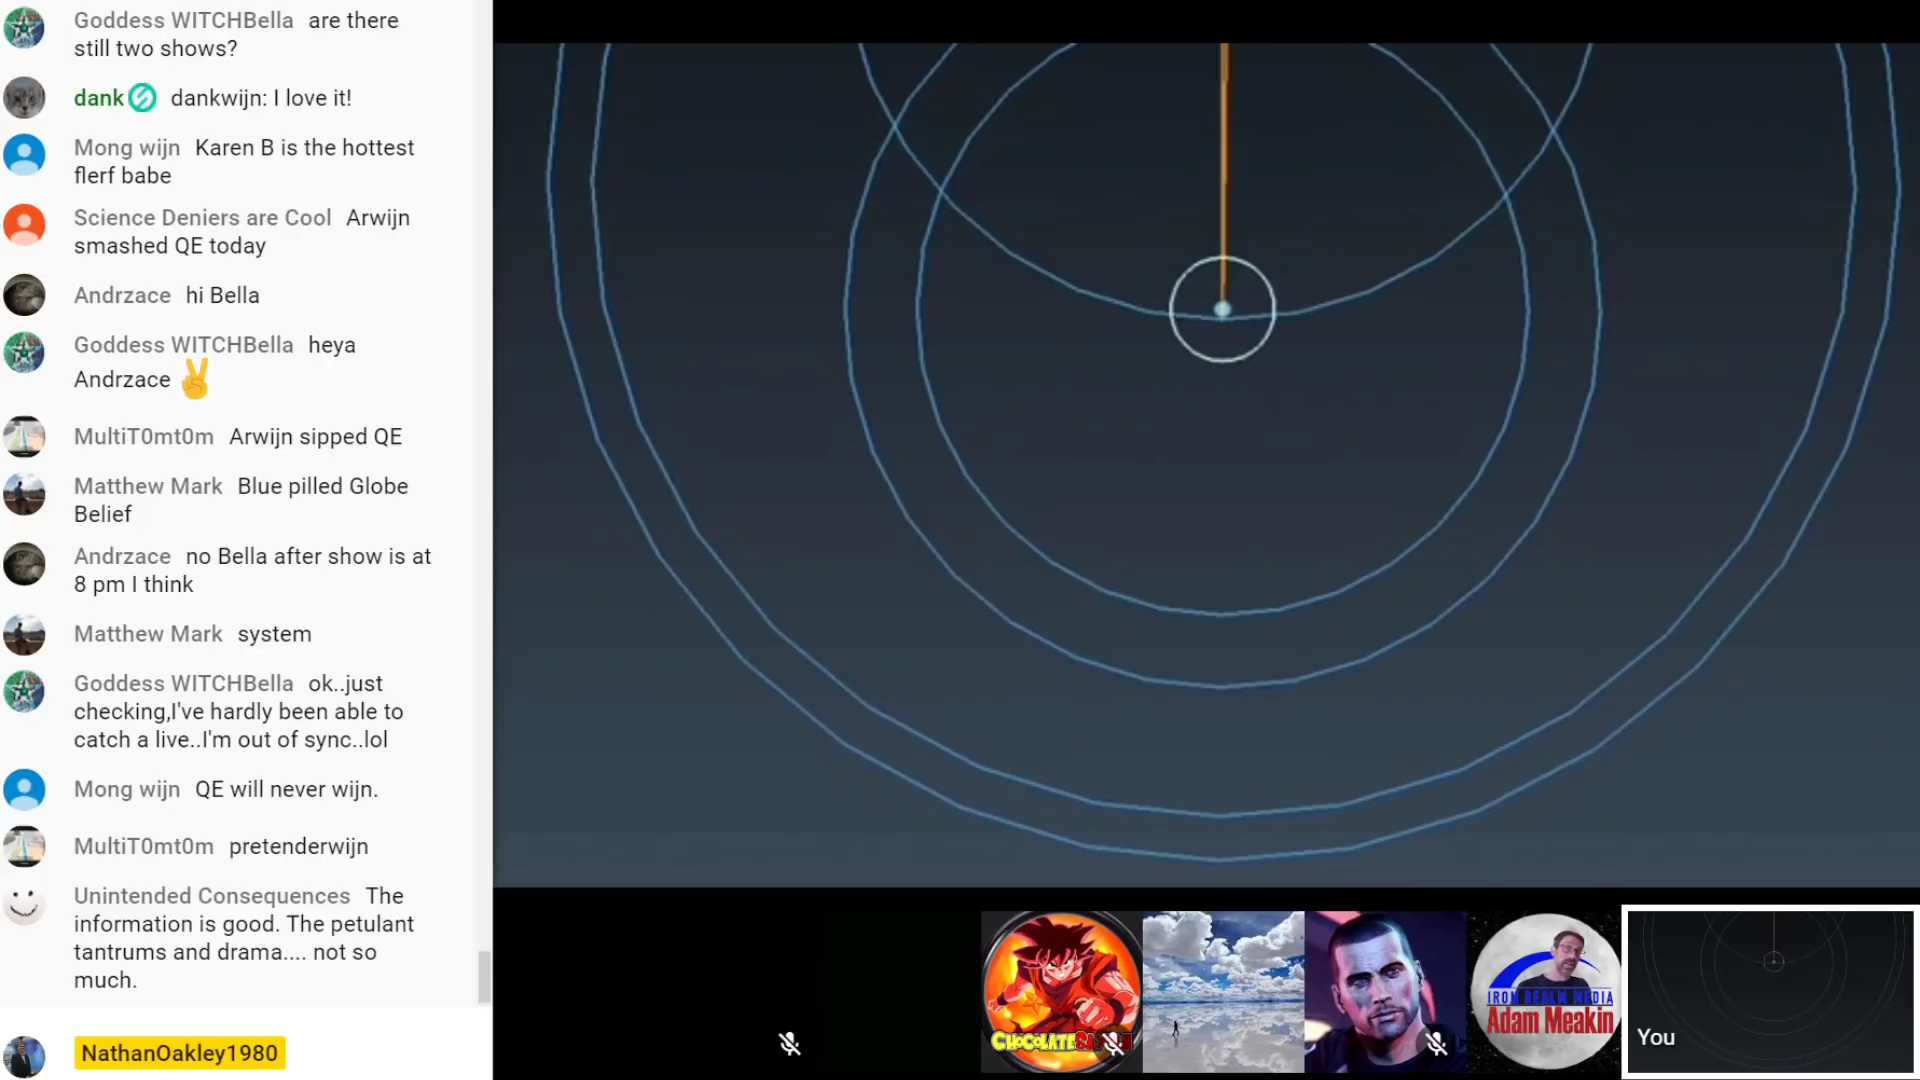 Goddess WITCHBella are there
still two shows?
dank dankwijn: I love it!
Mong wijn Karen B is the hottest
flerf babe
Science Deniers are Cool Arwijn
smashed QE today
Andrzace hi Bella
Goddess WITCHBella heya
Andrzace ✌
MultiT0mt0m Arwijn sipped QE
Matthew Mark Blue pilled Globe
Belief
Andrzace no Bella after show is at
8 pm I think
Matthew Mark system
Goddess WITCHBella ok..just
checking,I've hardly been able to
catch a live..I'm out of sync..lol
Mong wijn QE will never wijn.
MultiT0mt0m pretenderwijn
Unintended Consequences The
information is good. The petulant
tantrums and drama.... not so
much.
NathanOakley1980
IRON REALM MEDIA
Adam Meakin
You